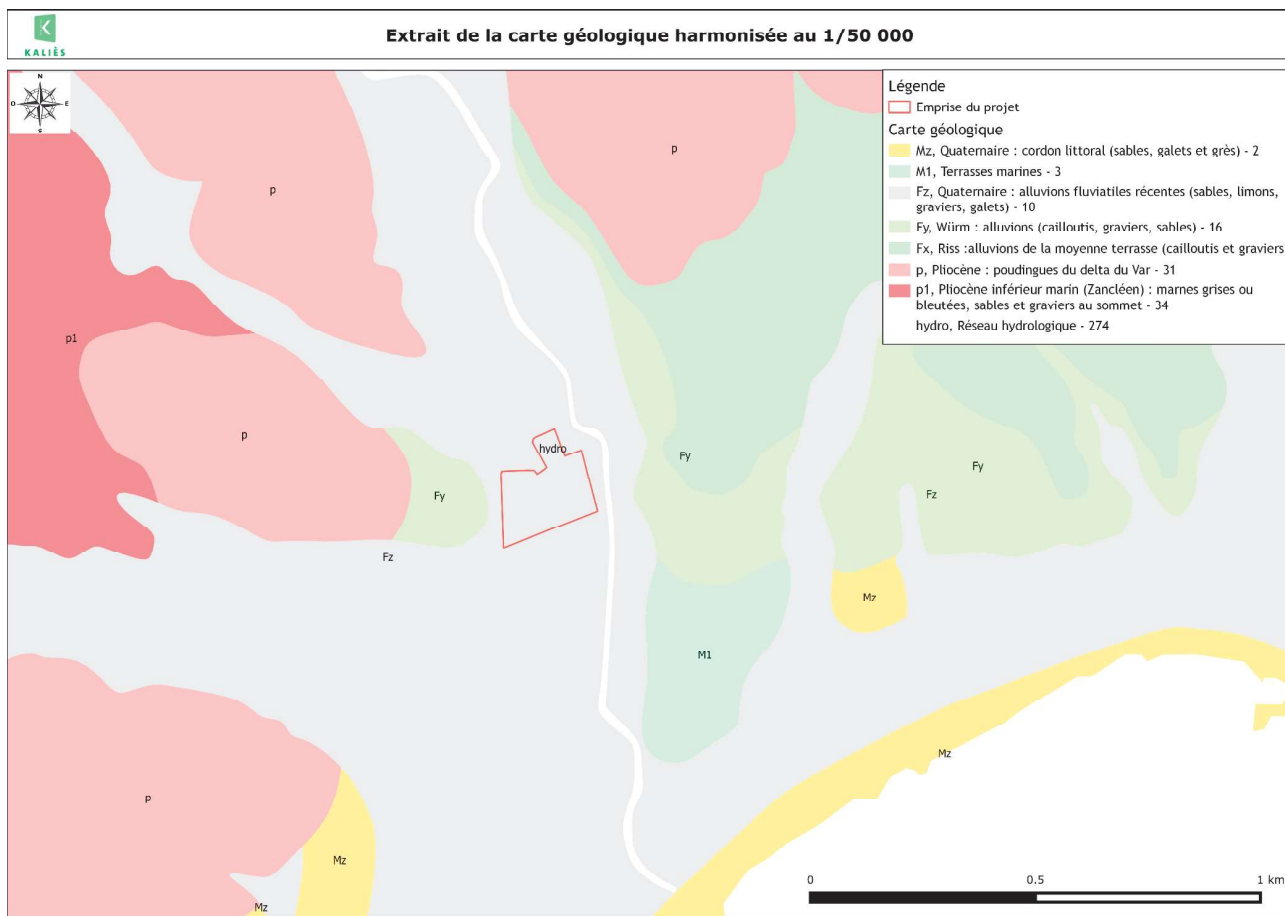 KALIÈS
Extrait de la carte géologique harmonisée au 1/50 000
N
O
E
S
Légende
Emprise du projet
Carte géologique
Mz, Quaternaire : cordon littoral (sables, galets et grès) - 2
M1, Terrasses marines - 3
Fz, Quaternaire : alluvions fluviatiles récentes (sables, limons,
graviers, galets) - 10
Fy, Würm : alluvions (cailloutis, graviers, sables) - 16
Fx, Riss :alluvions de la moyenne terrasse (cailloutis et graviers
p, Pliocène : poudingues du delta du Var - 31
p1, Pliocène inférieur marin (Zancléen) : marnes grises ou
bleutées, sables et graviers au sommet - 34
hydro, Réseau hydrologique - 274
p
p
p1
p
hydro
Fy
Fy
Fy
Fz
Fz
Mz
M1
Mz
p
Mz
Mz
0
0.5
1 km